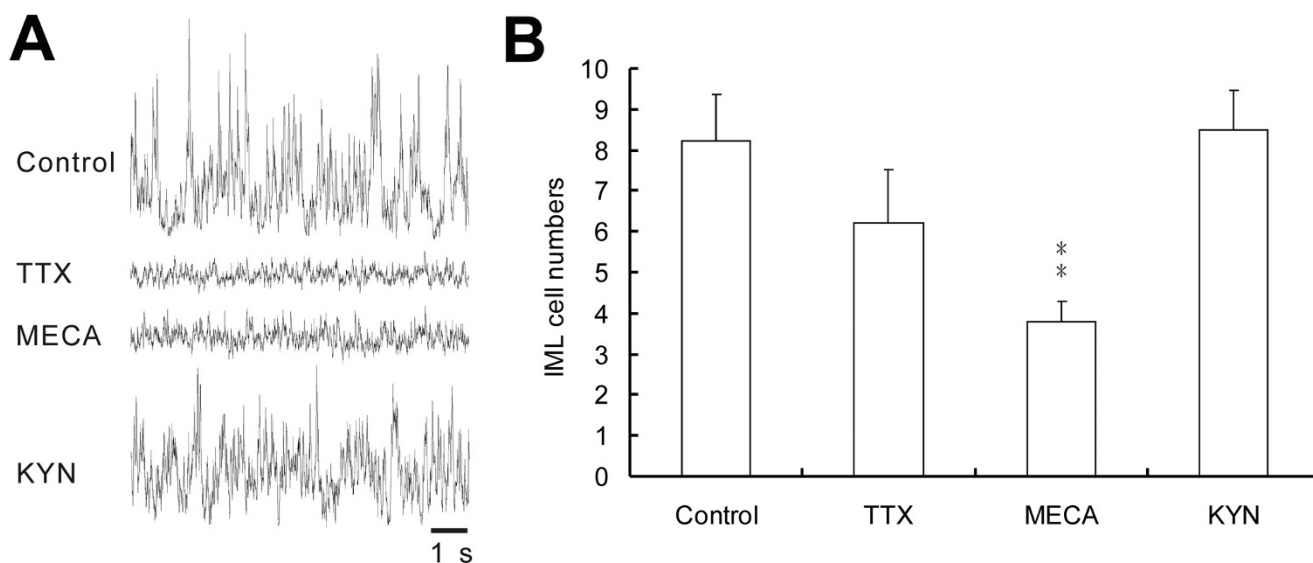 A
Control
TTX
MECA
KYN
1 s
B
IML cell numbers
10
9
8
7
6
5
4
3
2
1
0
*
*
Control
TTX
MECA
KYN